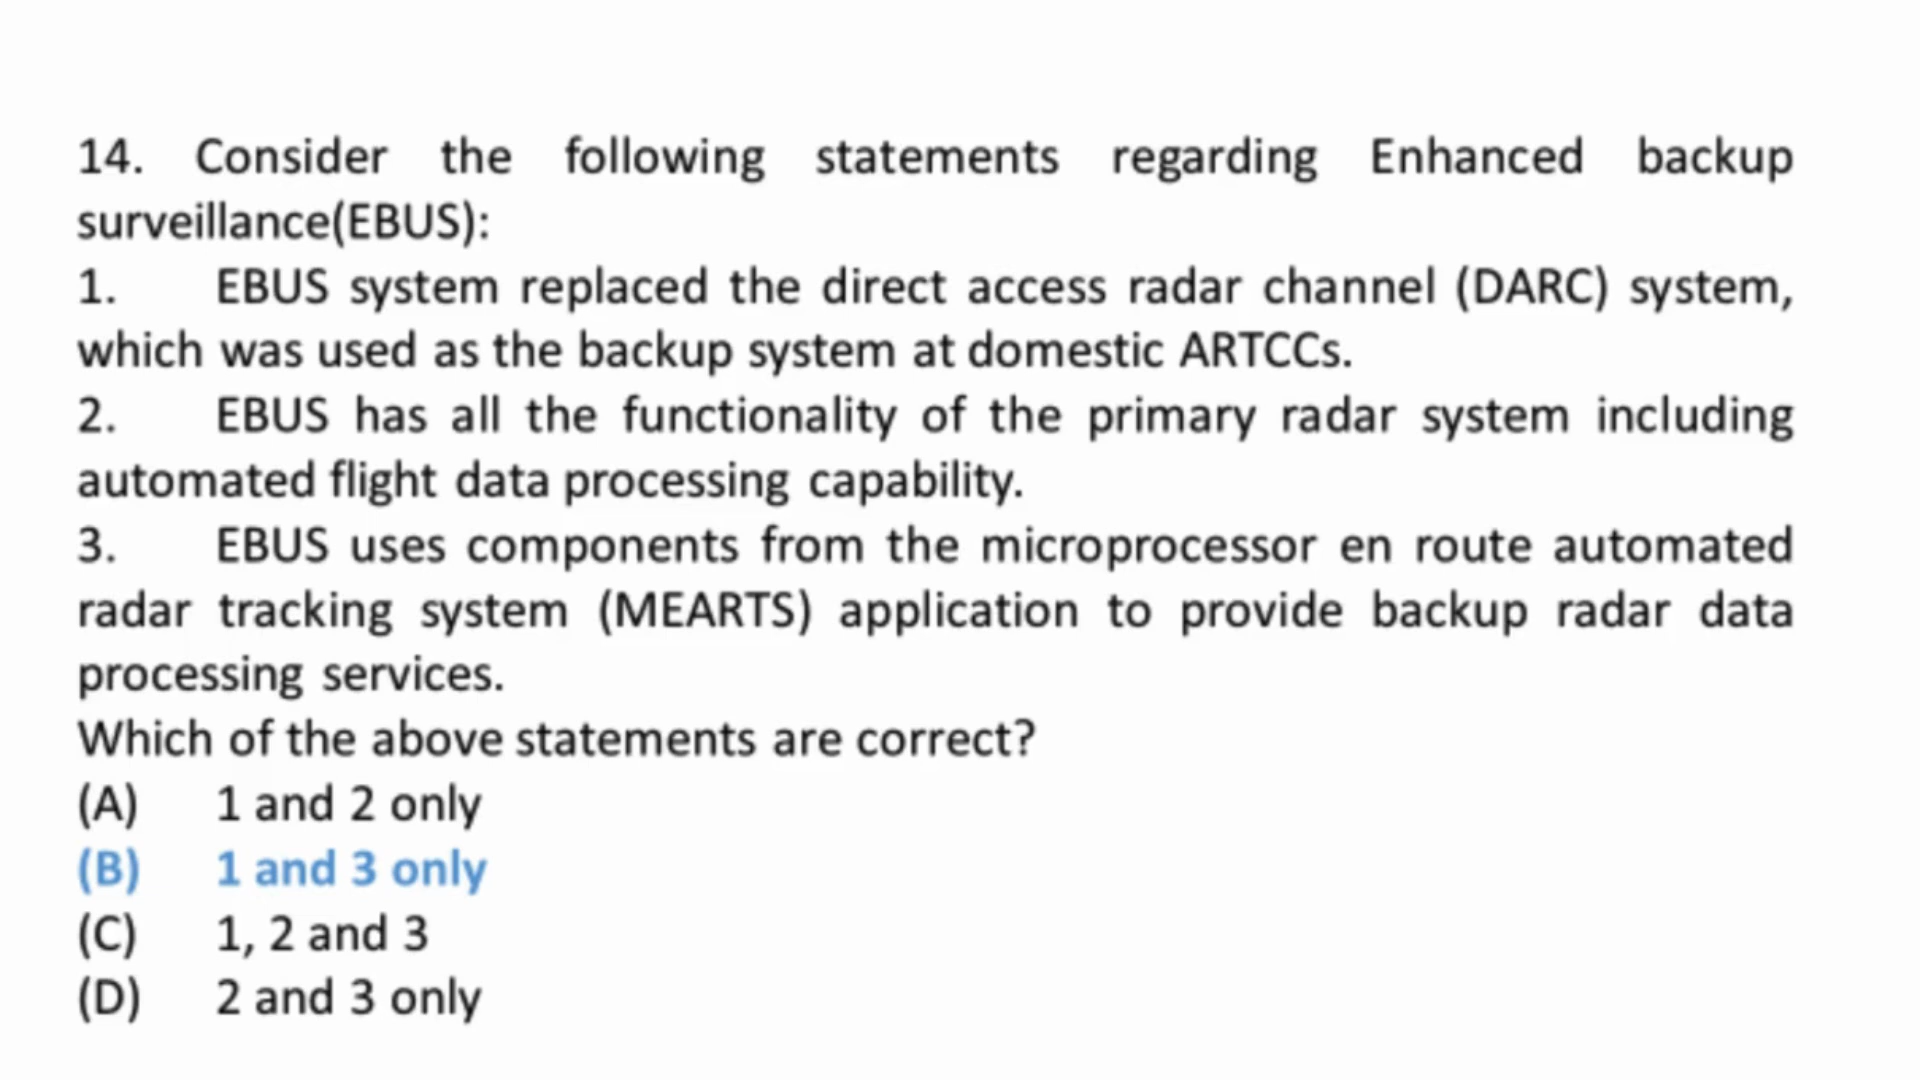 14. Consider the following statements regarding Enhanced backup
surveillance(EBUS):
1. EBUS system replaced the direct access radar channel (DARC) system,
which was used as the backup system at domestic ARTCCs.
2. EBUS has all the functionality of the primary radar system including
automated flight data processing capability.
3. EBUS uses components from the microprocessor en route automated
radar tracking system (MEARTS) application to provide backup radar data
processing services.
Which of the above statements are correct?
(A) 1 and 2 only
(B) 1 and 3 only
(C) 1, 2 and 3
(D) 2 and 3 only